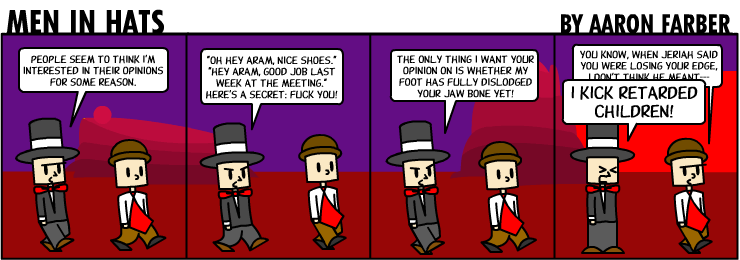 MEN IN HATS
BY AARON FARBER
PEOPLE SEEM TO THINK I'M
INTERESTED IN THEIR OPINIONS
FOR SOME REASON.
"OH HEY ARAM, NICE SHOES."
"HEY ARAM, GOOD JOB LAST
WEEK AT THE MEETING."
HERE'S A SECRET: FUCK YOU!
THE ONLY THING I WANT YOUR
OPINION ON IS WHETHER MY
FOOT HAS FULLY DISLODGED
YOUR JAW BONE YET!
YOU KNOW, WHEN JERIAH SAID
YOU WERE LOSING YOUR EDGE,
I DON'T THINK HE MEANT--
I KICK RETARDED
CHILDREN!